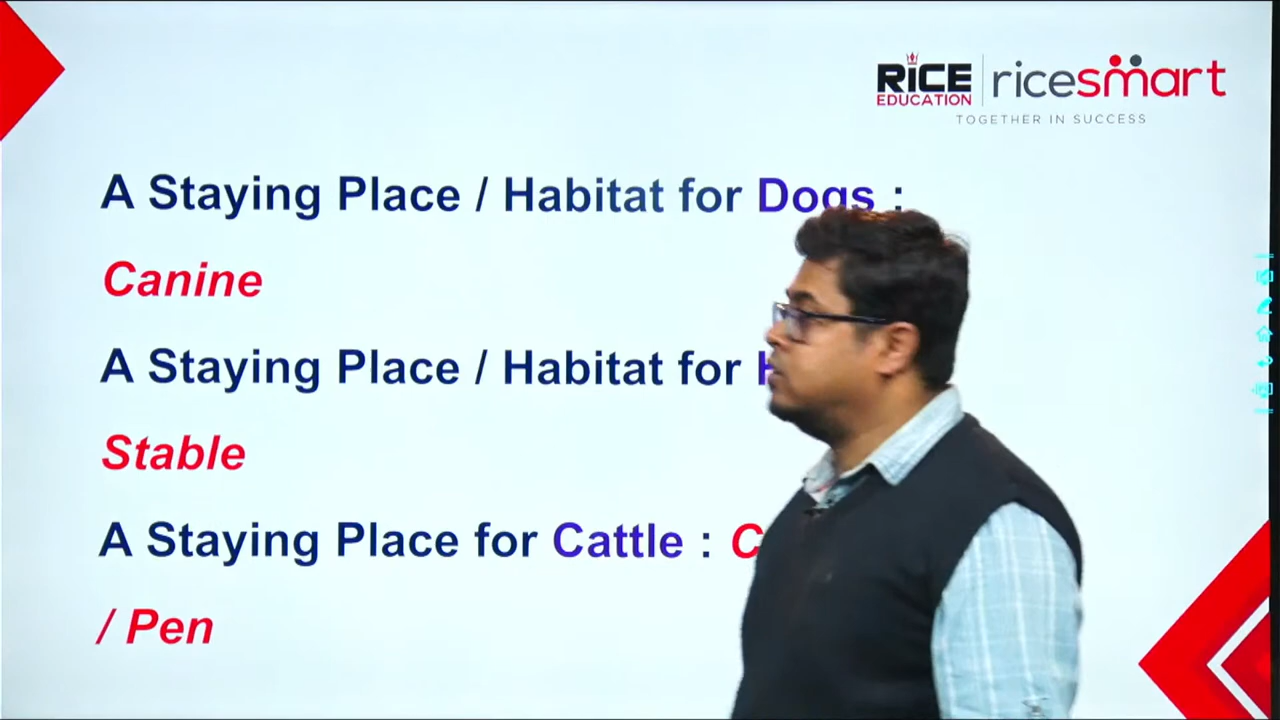 RICE
EDUCATION
ricesmart
TOGETHER IN SUCCESS
A Staying Place / Habitat for Dogs :
Canine
A Staying Place / Habitat for
Stable
A Staying Place for Cattle :
/ Pen